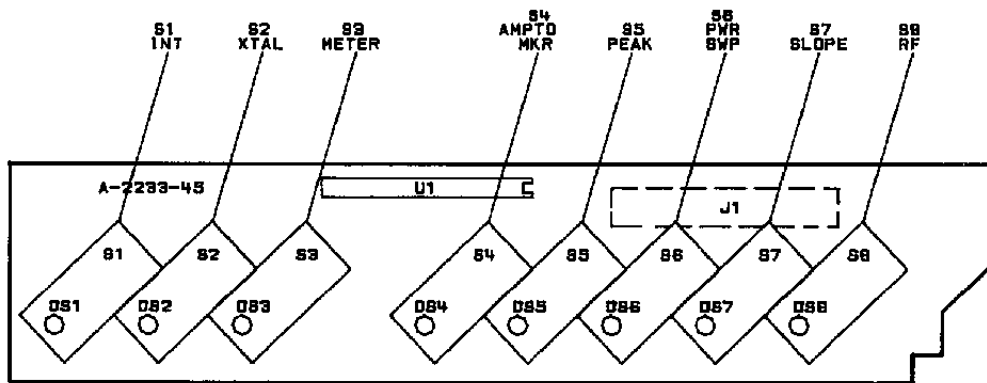 S1
INT
S2
XTAL
S3
METER
S4
AMPTD
MKR
S5
PEAK
S6
PWR
SWP
S7
SLOPE
S8
RF
A-2233-45
U1
J1
S1
S2
S3
S4
S5
S6
S7
S8
DS1
DS2
DS3
DS4
DS5
DS6
DS7
DS8